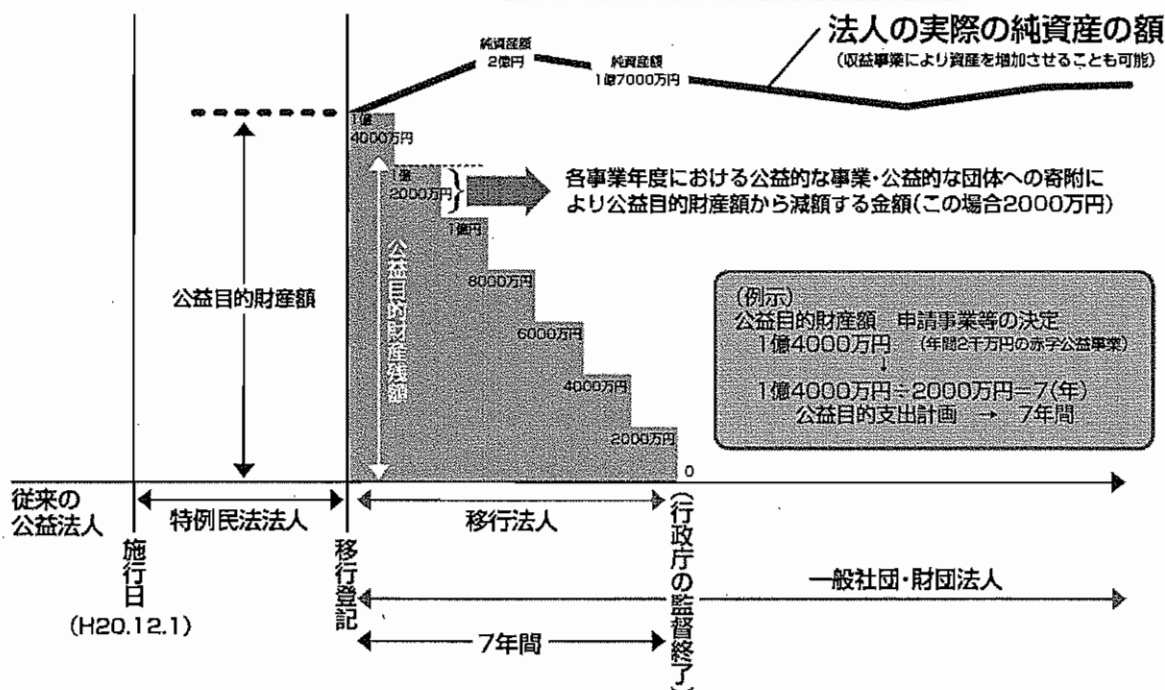 法人の実際の純資産の額
(収益事業により資産を増加させることも可能)
純資産額
2億円
純資産額
1億7000万円
1億
4000万円
1億
2000万円
各事業年度における公益的な事業・公益的な団体への寄附に
より公益目的財産額から減額する金額(この場合2000万円)
1億円
8000万円
6000万円
4000万円
2000万円
0
公益目的財産額
公益目的財産残額
(例示)
公益目的財産額 申請事業等の決定
1億4000万円 (年間2千万円の赤字公益事業)
↓
1億4000万円÷2000万円=7(年)
公益目的支出計画 → 7年間
従来の
公益法人
特例民法法人
移行法人
施行日
(H20.12.1)
移行登記
(行政庁の監督終了)
一般社団・財団法人
7年間